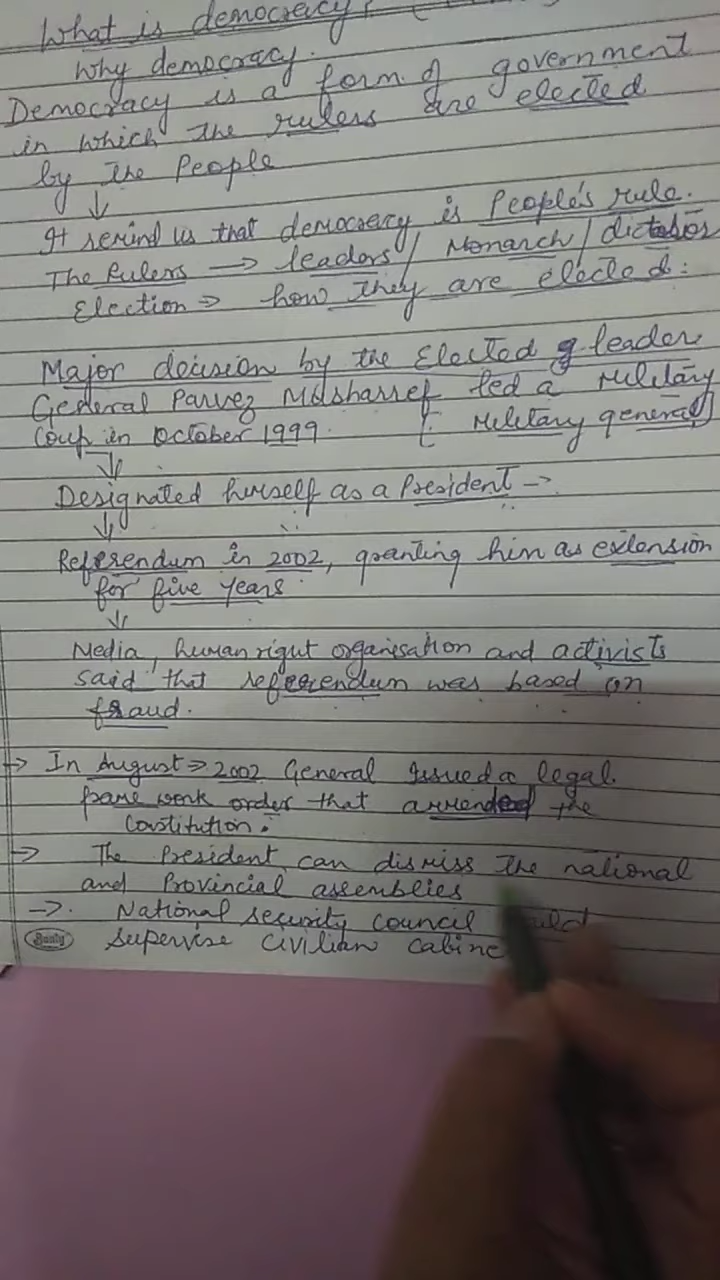 What is democracy? (
Why democracy.
Democracy is a form of government
in which the rulers are elected
by the People
↓
It remind us that democracy is People's rule.
The Rulers → leaders / Monarch / dictators
Election ⇒ how they are elected:
Major decision by the Elected leader
General Parvez Musharref led a Military
Coup in October 1999. [ Military general]
↓
Designated himself as a President →
↓
Referendum in 2002, granting him as extension
for five years
↓
Media, human right organisation and activists
said that referendum was based on
fraud.
→ In August ⇒ 2002 General Issued a legal
frame work order that the
Constitution.
→ The President can dismiss the national
and Provincial assemblies
→ National security council
Bunty supervise civilian cabine